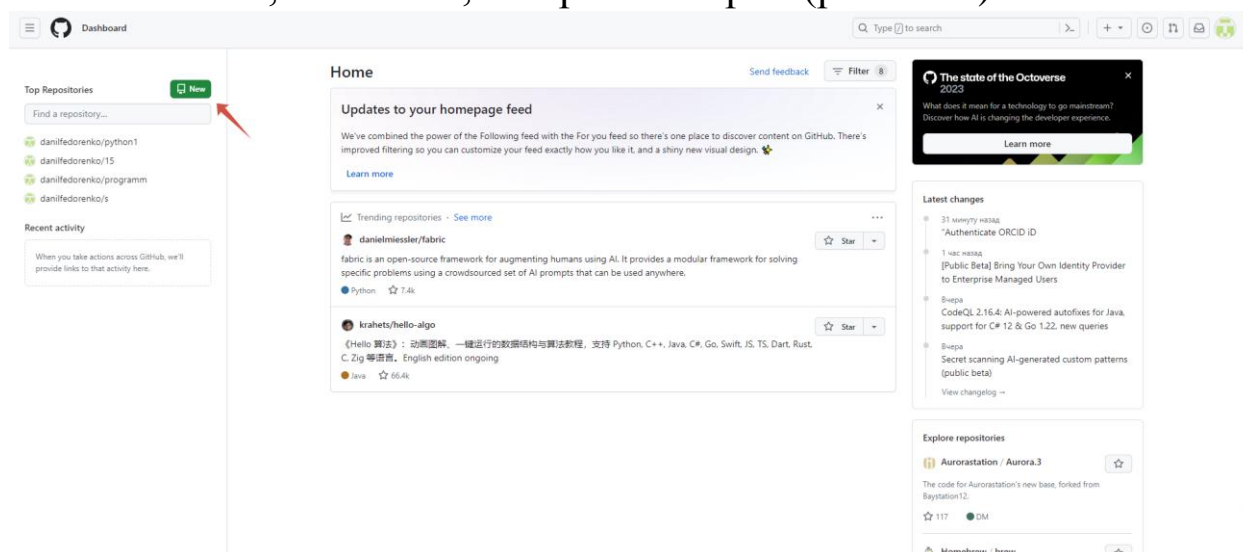 Dashboard
Type / to search
Top Repositories
New
Find a repository...
danilfedorenko/python1
danilfedorenko/15
danilfedorenko/programm
danilfedorenko/s
Recent activity
When you take actions across GitHub, we'll
provide links to that activity here.
Home
Send feedback
Filter 8
Updates to your homepage feed
We've combined the power of the Following feed with the For you feed so there's one place to discover content on GitHub. There's
improved filtering so you can customize your feed exactly how you like it, and a shiny new visual design.
Learn more
Trending repositories · See more
danielmiessler/fabric
Star
fabric is an open-source framework for augmenting humans using AI. It provides a modular framework for solving
specific problems using a crowdsourced set of AI prompts that can be used anywhere.
Python 7.4k
krahets/hello-algo
Star
《Hello 算法》：动画图解、一键运行的数据结构与算法教程，支持 Python, C++, Java, C#, Go, Swift, JS, TS, Dart, Rust,
C, Zig 等语言。English edition ongoing
Java 66.4k
The state of the Octoverse
2023
What does it mean for a technology to go mainstream?
Discover how AI is changing the developer experience.
Learn more
Latest changes
31 минуту назад
"Authenticate ORCID iD
1 час назад
[Public Beta] Bring Your Own Identity Provider
to Enterprise Managed Users
Вчера
CodeQL 2.16.4: AI-powered autofixes for Java,
support for C# 12 & Go 1.22, new queries
Вчера
Secret scanning AI-generated custom patterns
(public beta)
View changelog →
Explore repositories
Aurorastation / Aurora.3
The code for Aurorastation's new base, forked from
Baystation12.
117 DM
Homebrew / brew